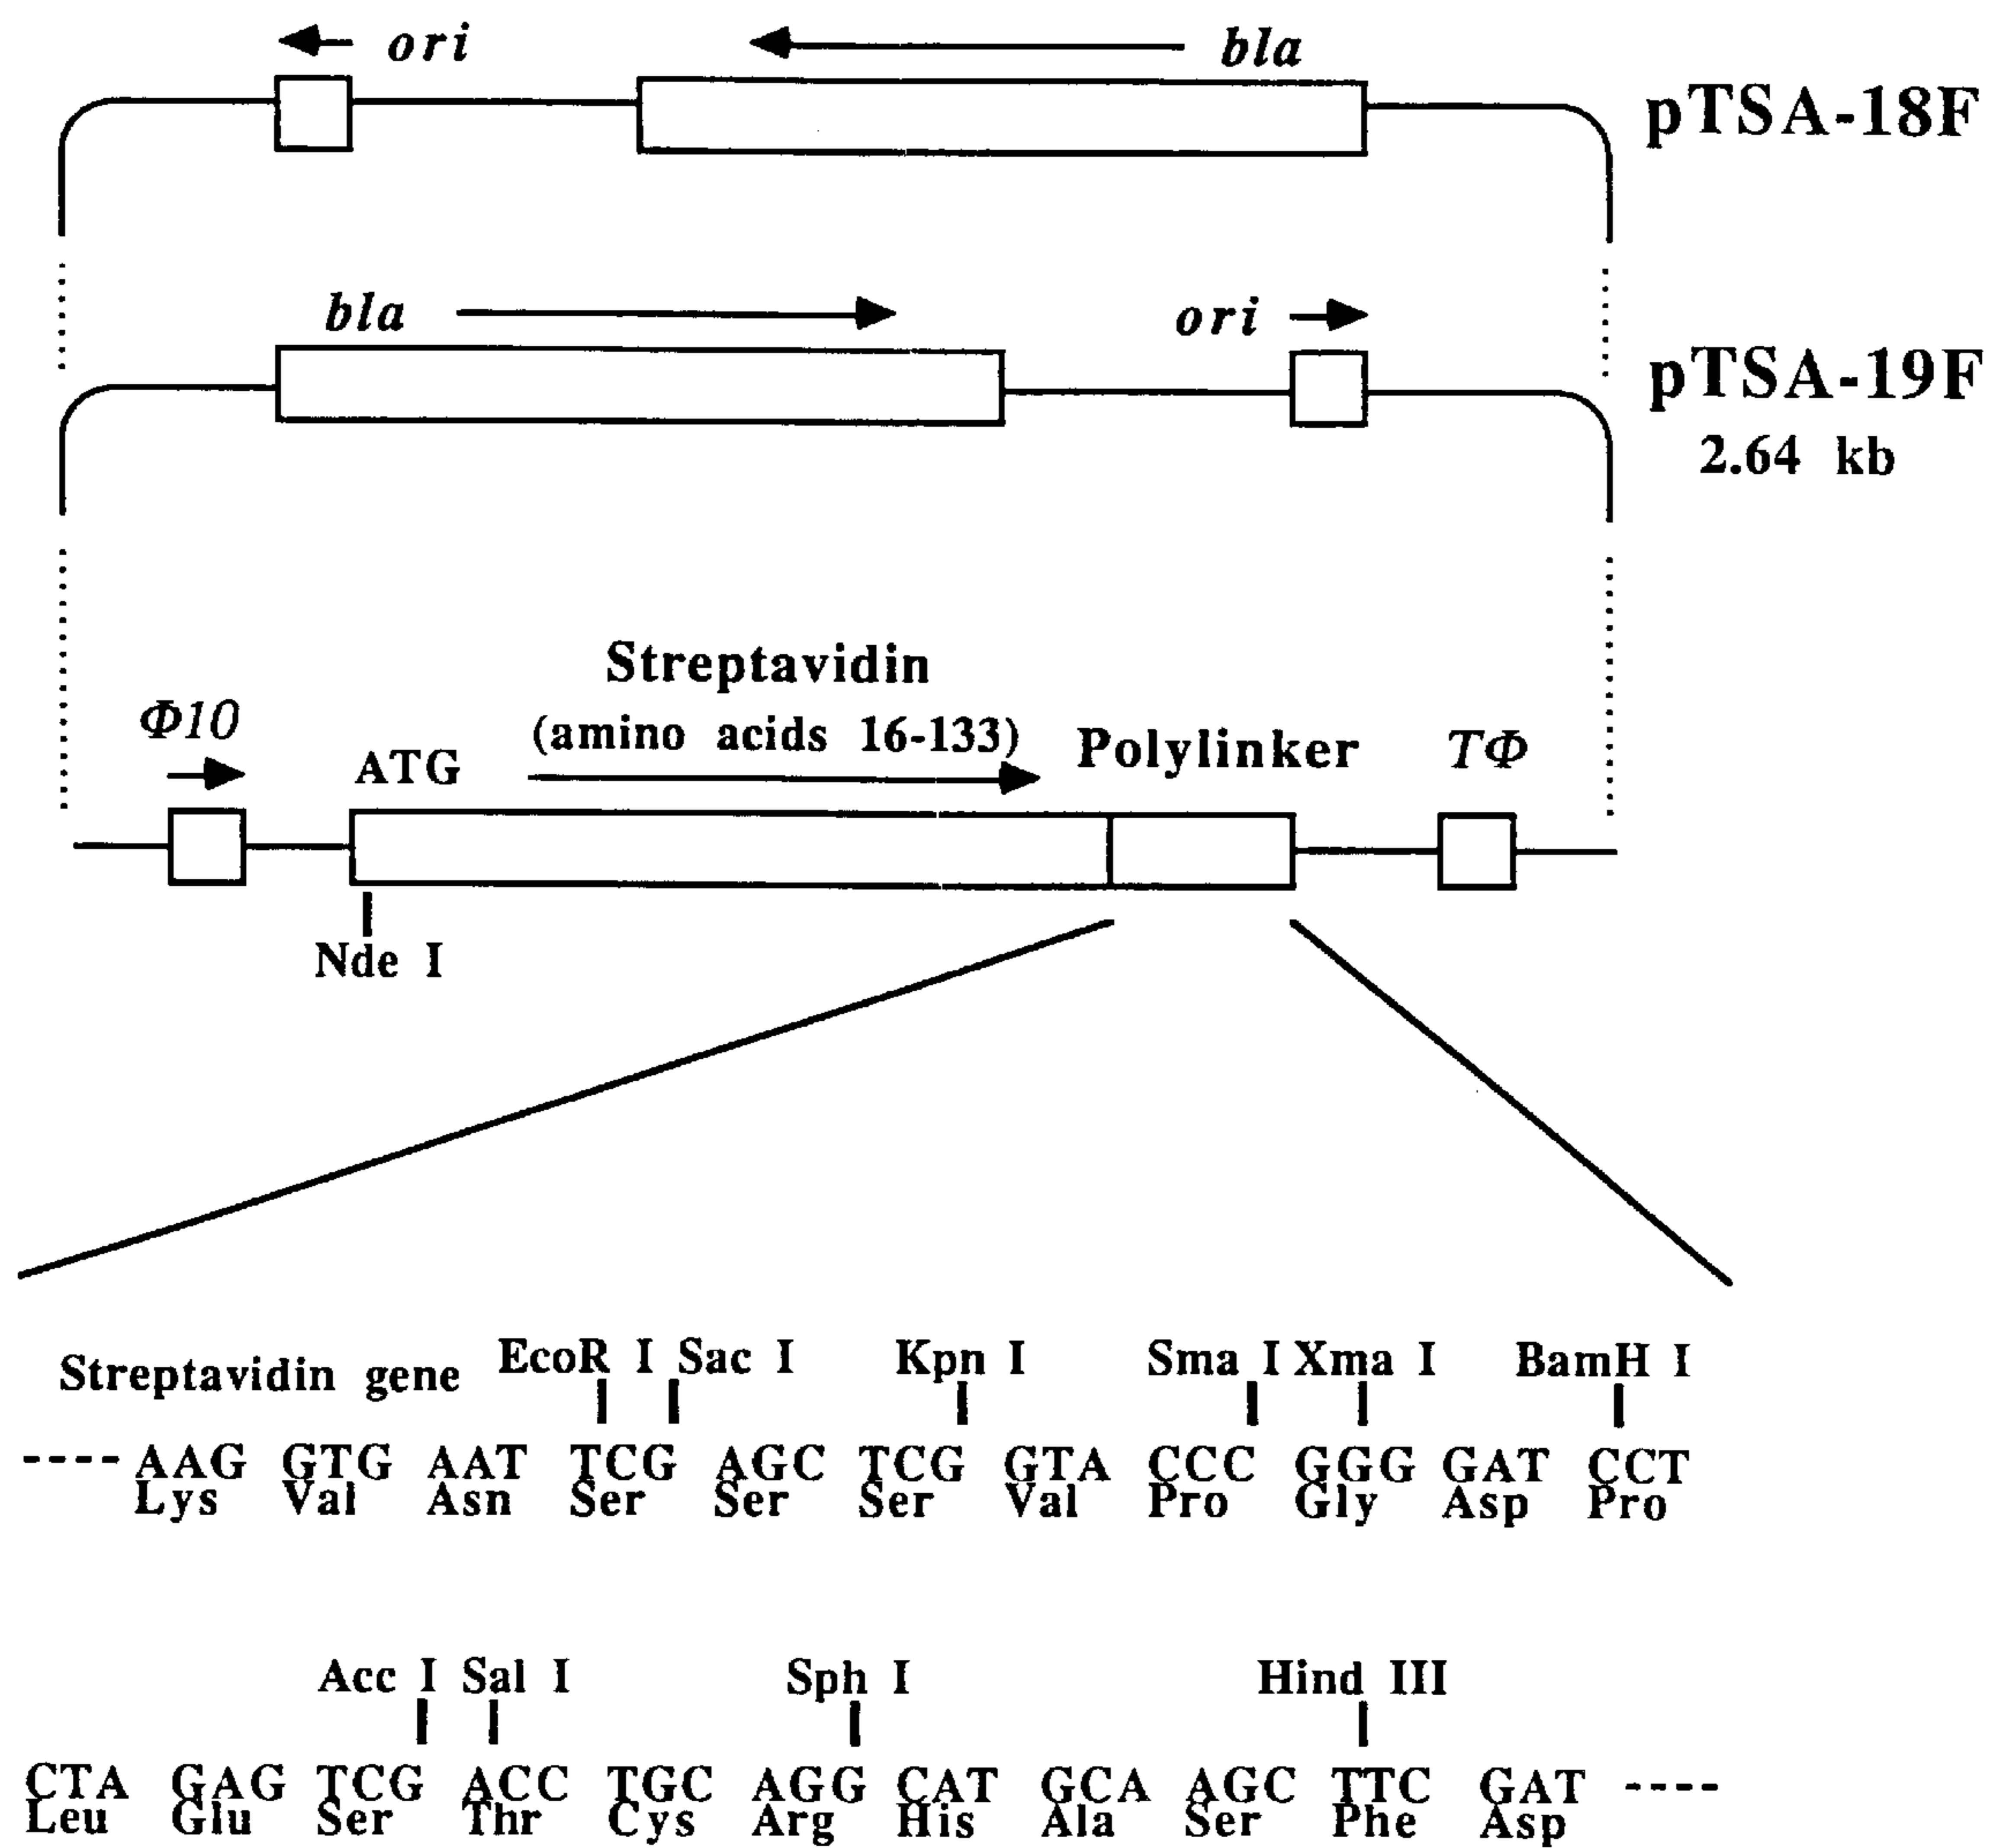 ori bla
pTSA-18F
bla ori
pTSA-19F
2.64 kb
Streptavidin
(amino acids 16-133)
Φ10 ATG Polylinker TΦ
Nde I
Streptavidin gene EcoR I Sac I Kpn I Sma I Xma I BamH I
---- AAG GTG AAT TCG AGC TCG GTA CCC GGG GAT CCT
Lys Val Asn Ser Ser Ser Val Pro Gly Asp Pro
Acc I Sal I Sph I Hind III
CTA GAG TCG ACC TGC AGG CAT GCA AGC TTC GAT ----
Leu Glu Ser Thr Cys Arg His Ala Ser Phe Asp